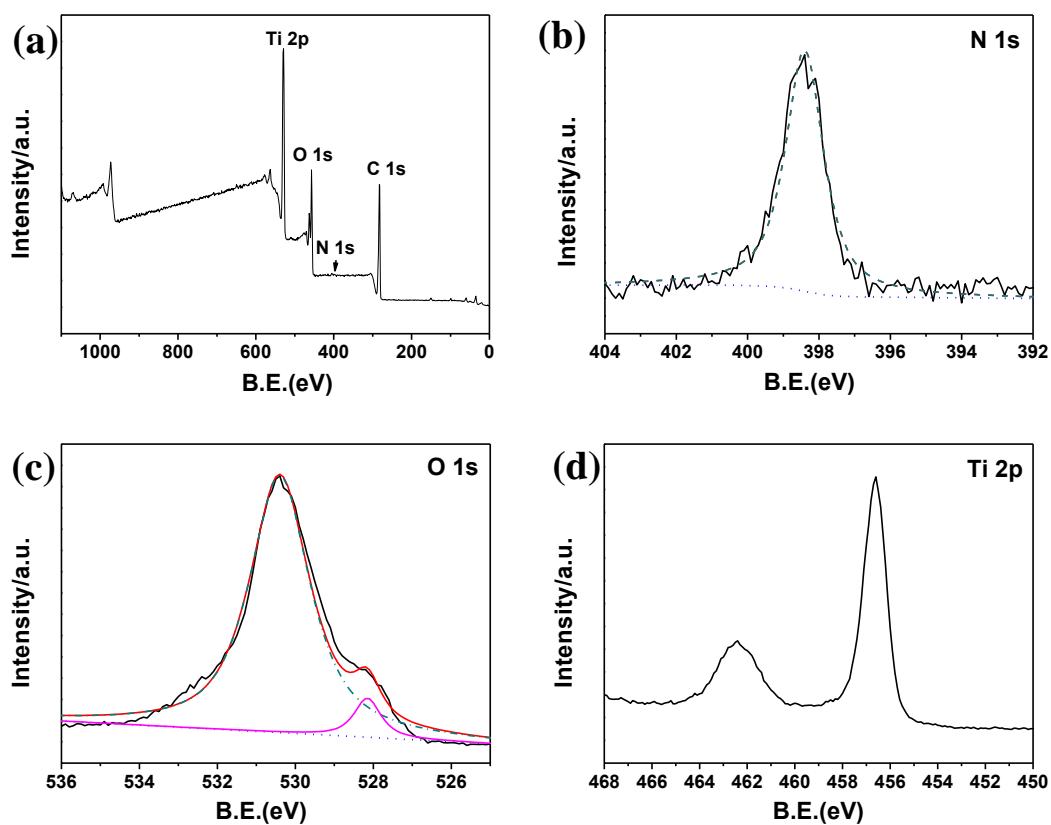 (a)
Ti 2p
O 1s
C 1s
N 1s
Intensity/a.u.
1000 800 600 400 200 0
B.E.(eV)
(b)
N 1s
Intensity/a.u.
404 402 400 398 396 394 392
B.E.(eV)
(c)
O 1s
Intensity/a.u.
536 534 532 530 528 526
B.E.(eV)
(d)
Ti 2p
Intensity/a.u.
468 466 464 462 460 458 456 454 452 450
B.E.(eV)